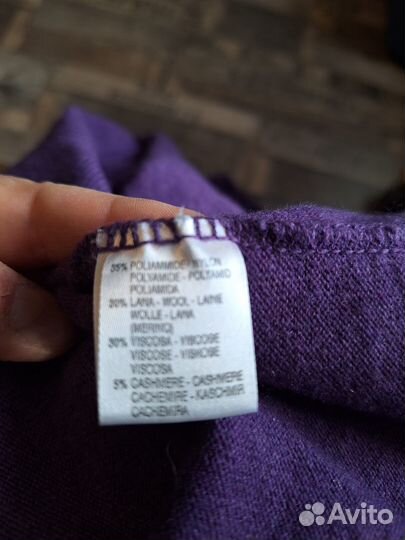 35% POLIAMMIDE - NYLON
POLYAMIDE - POLYAMID
POLIAMIDA
30% LANA - WOOL - LAINE
WOLLE - LANA
(MERINO)
30% VISCOSA - VISCOSE
VISCOSE - VISKOSE
VISCOSA
5% CASHMERE - CASHMERE
CACHEMIRE - KASCHMIR
CACHEMIRA
Avito